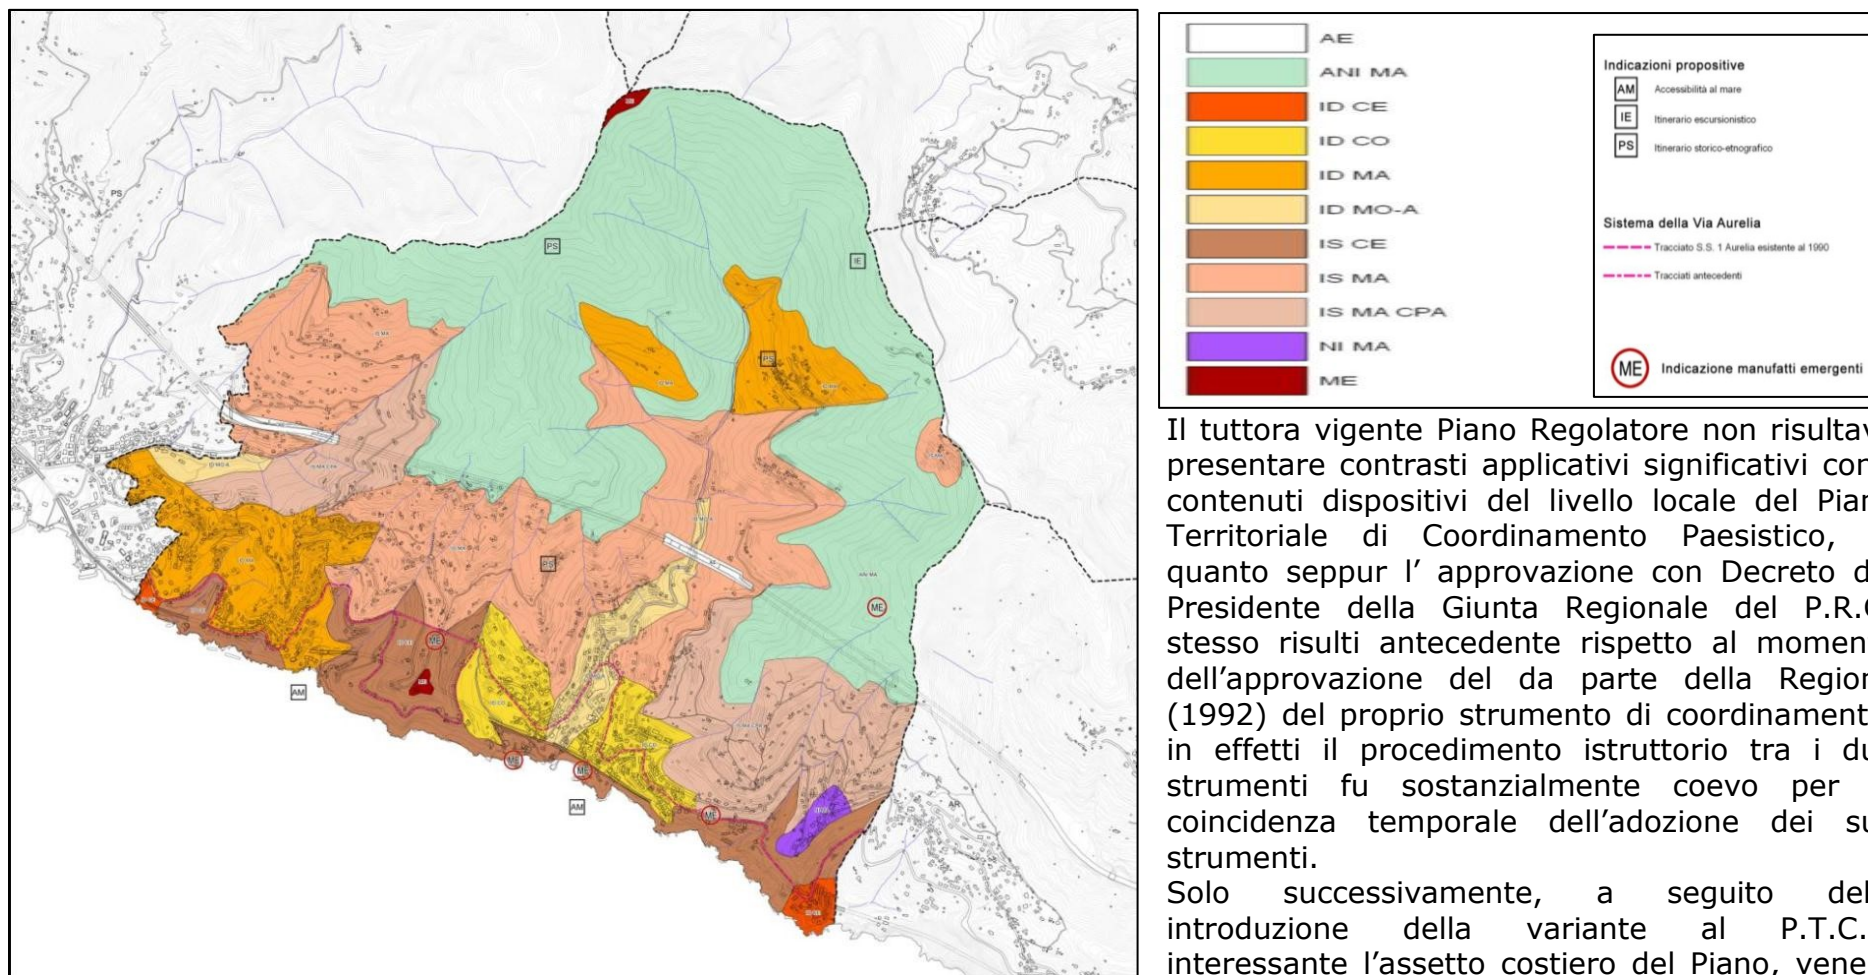 PS
PS
IE
PS
PS
ME
ME
ME
ME
ME
AM
AM
AR
AE
ANI MA
ID CE
ID CO
ID MA
ID MO-A
IS CE
IS MA
IS MA CPA
NI MA
ME
Indicazioni propositive
AM Accessibilità al mare
IE Itinerario escursionistico
PS Itinerario storico-etnografico
Sistema della Via Aurelia
Tracciato S.S. 1 Aurelia esistente al 1990
Tracciati antecedenti
ME Indicazione manufatti emergenti
Il tuttora vigente Piano Regolatore non risultav
presentare contrasti applicativi significativi con
contenuti dispositivi del livello locale del Pian
Territoriale di Coordinamento Paesistico,
quanto seppur l’ approvazione con Decreto d
Presidente della Giunta Regionale del P.R.G
stesso risulti antecedente rispetto al momen
dell’approvazione del da parte della Region
(1992) del proprio strumento di coordinament
in effetti il procedimento istruttorio tra i du
strumenti fu sostanzialmente coevo per
coincidenza temporale dell’adozione dei su
strumenti.
Solo successivamente, a seguito del
introduzione della variante al P.T.C.
interessante l’assetto costiero del Piano, vene